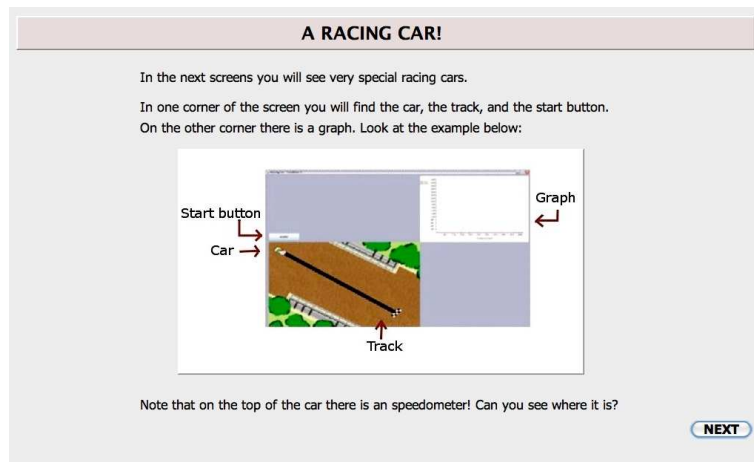 A RACING CAR!
In the next screens you will see very special racing cars.
In one corner of the screen you will find the car, the track, and the start button.
On the other corner there is a graph. Look at the example below:
Graph
Start button
Car
Track
Note that on the top of the car there is an speedometer! Can you see where it is?
NEXT